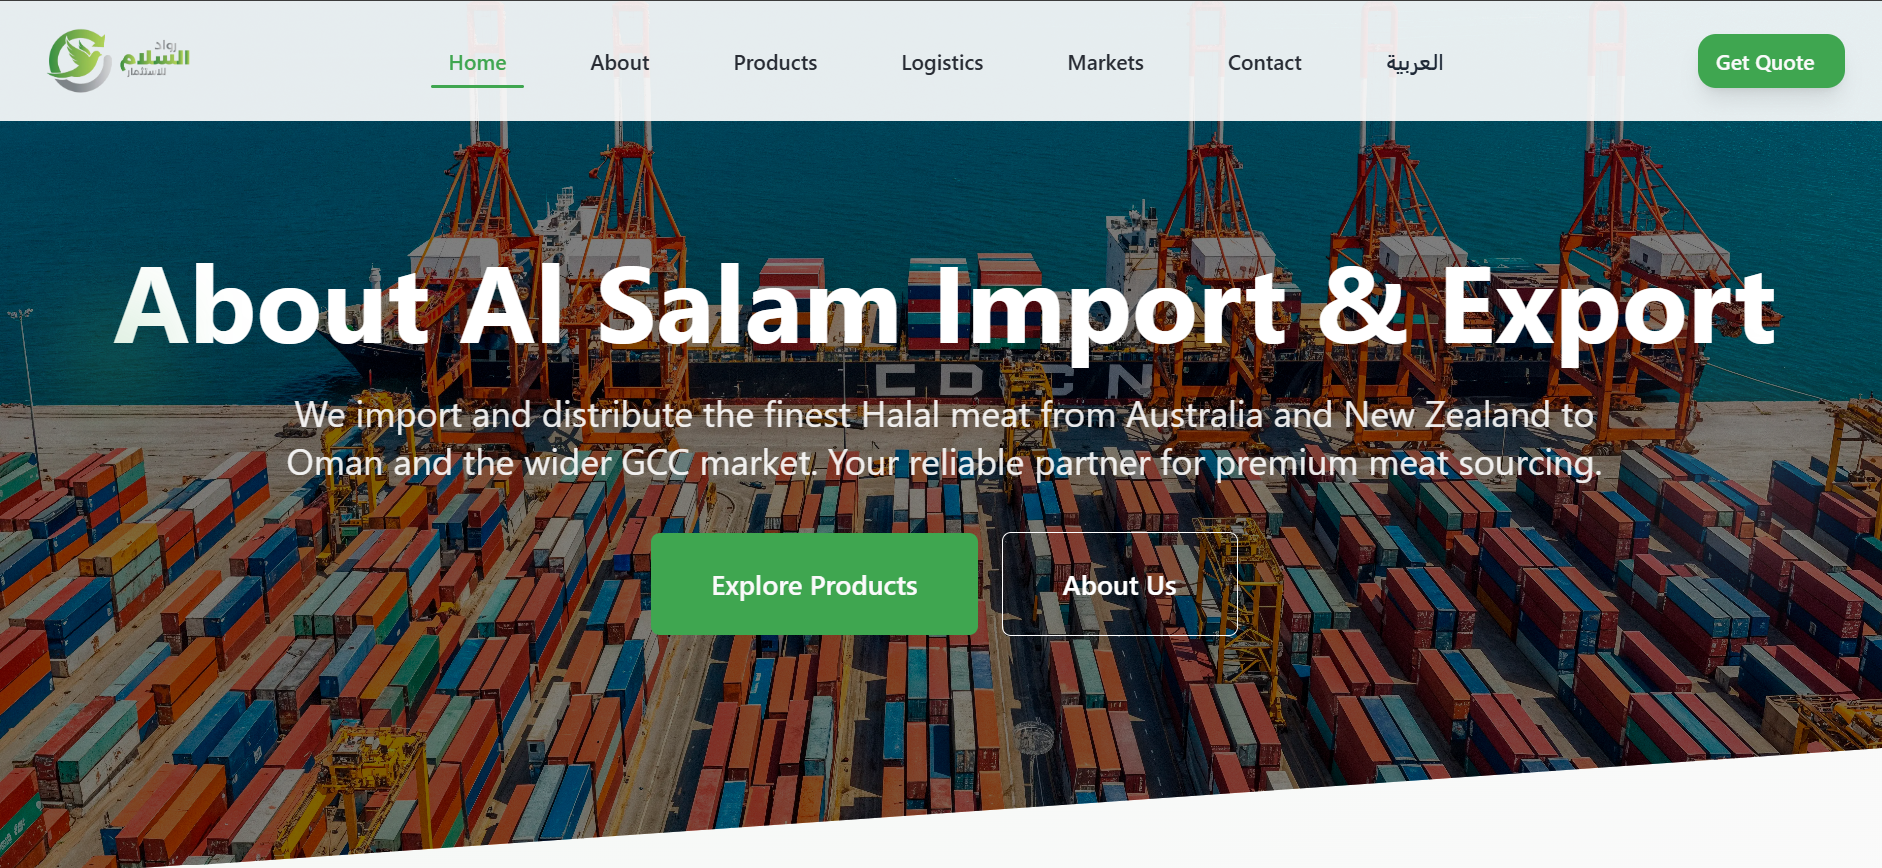 رواد
السلام
للاستثمار
Home
About
Products
Logistics
Markets
Contact
العربية
Get Quote
About Al Salam Import & Export
We import and distribute the finest Halal meat from Australia and New Zealand to
Oman and the wider GCC market. Your reliable partner for premium meat sourcing.
Explore Products
About Us